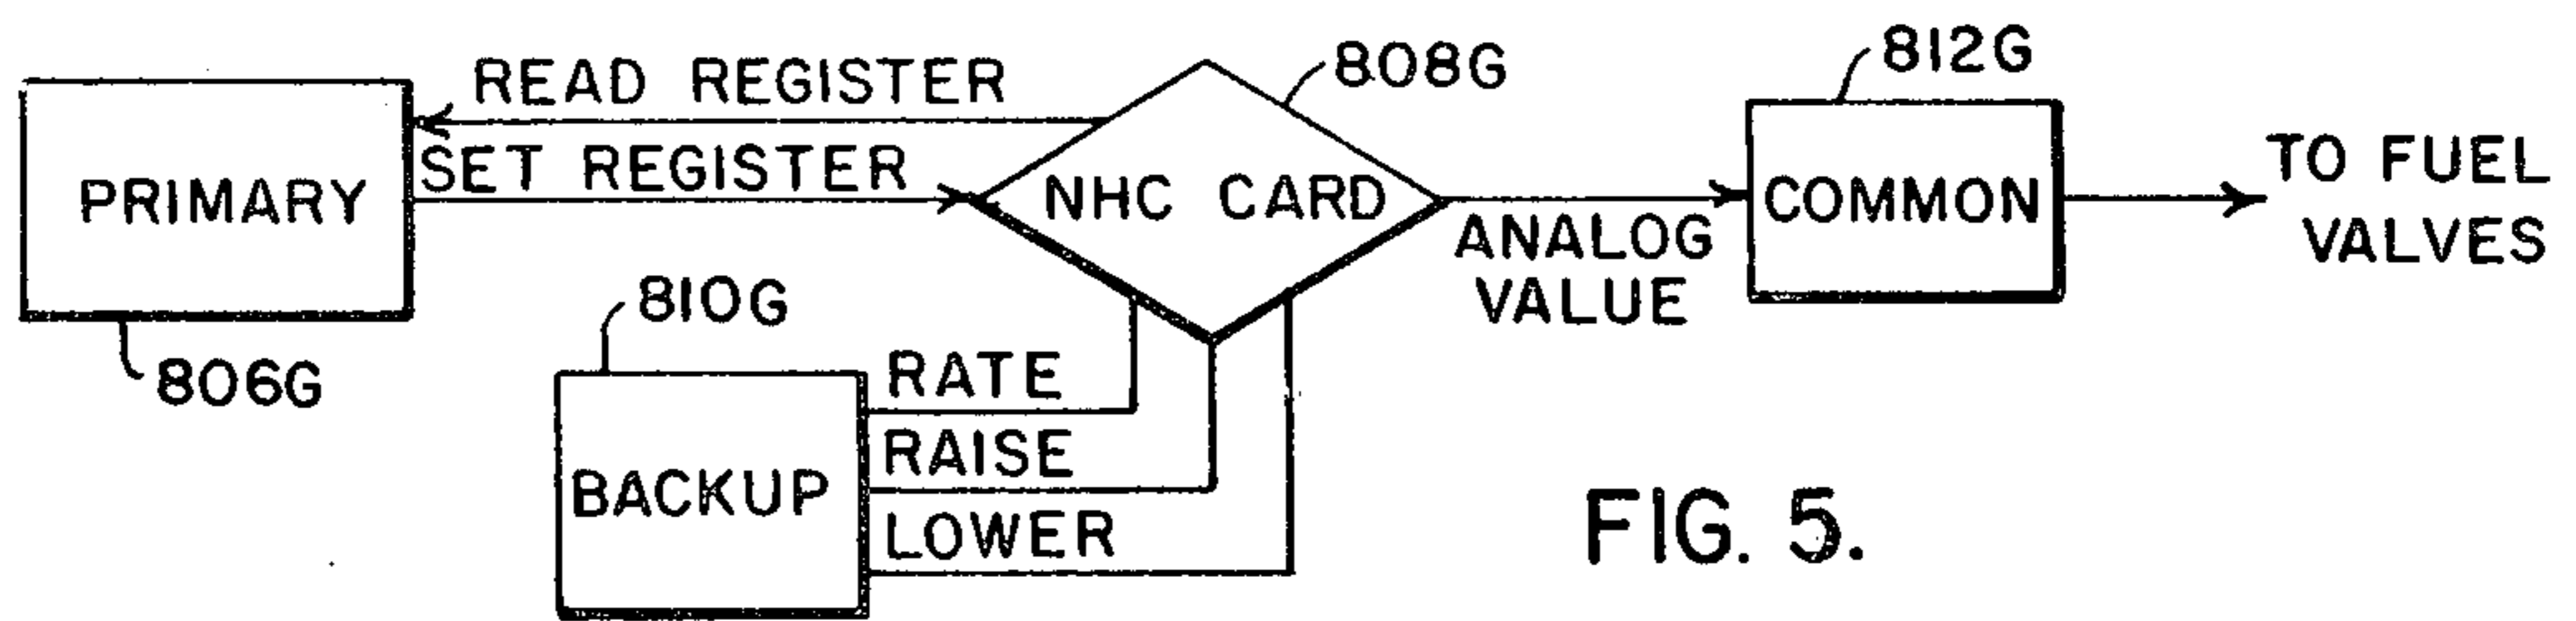 READ REGISTER
808G
812G
SET REGISTER
PRIMARY
NHC CARD
COMMON
TO FUEL
VALVES
ANALOG
VALUE
806G
810G
RATE
RAISE
BACKUP
LOWER
FIG. 5.